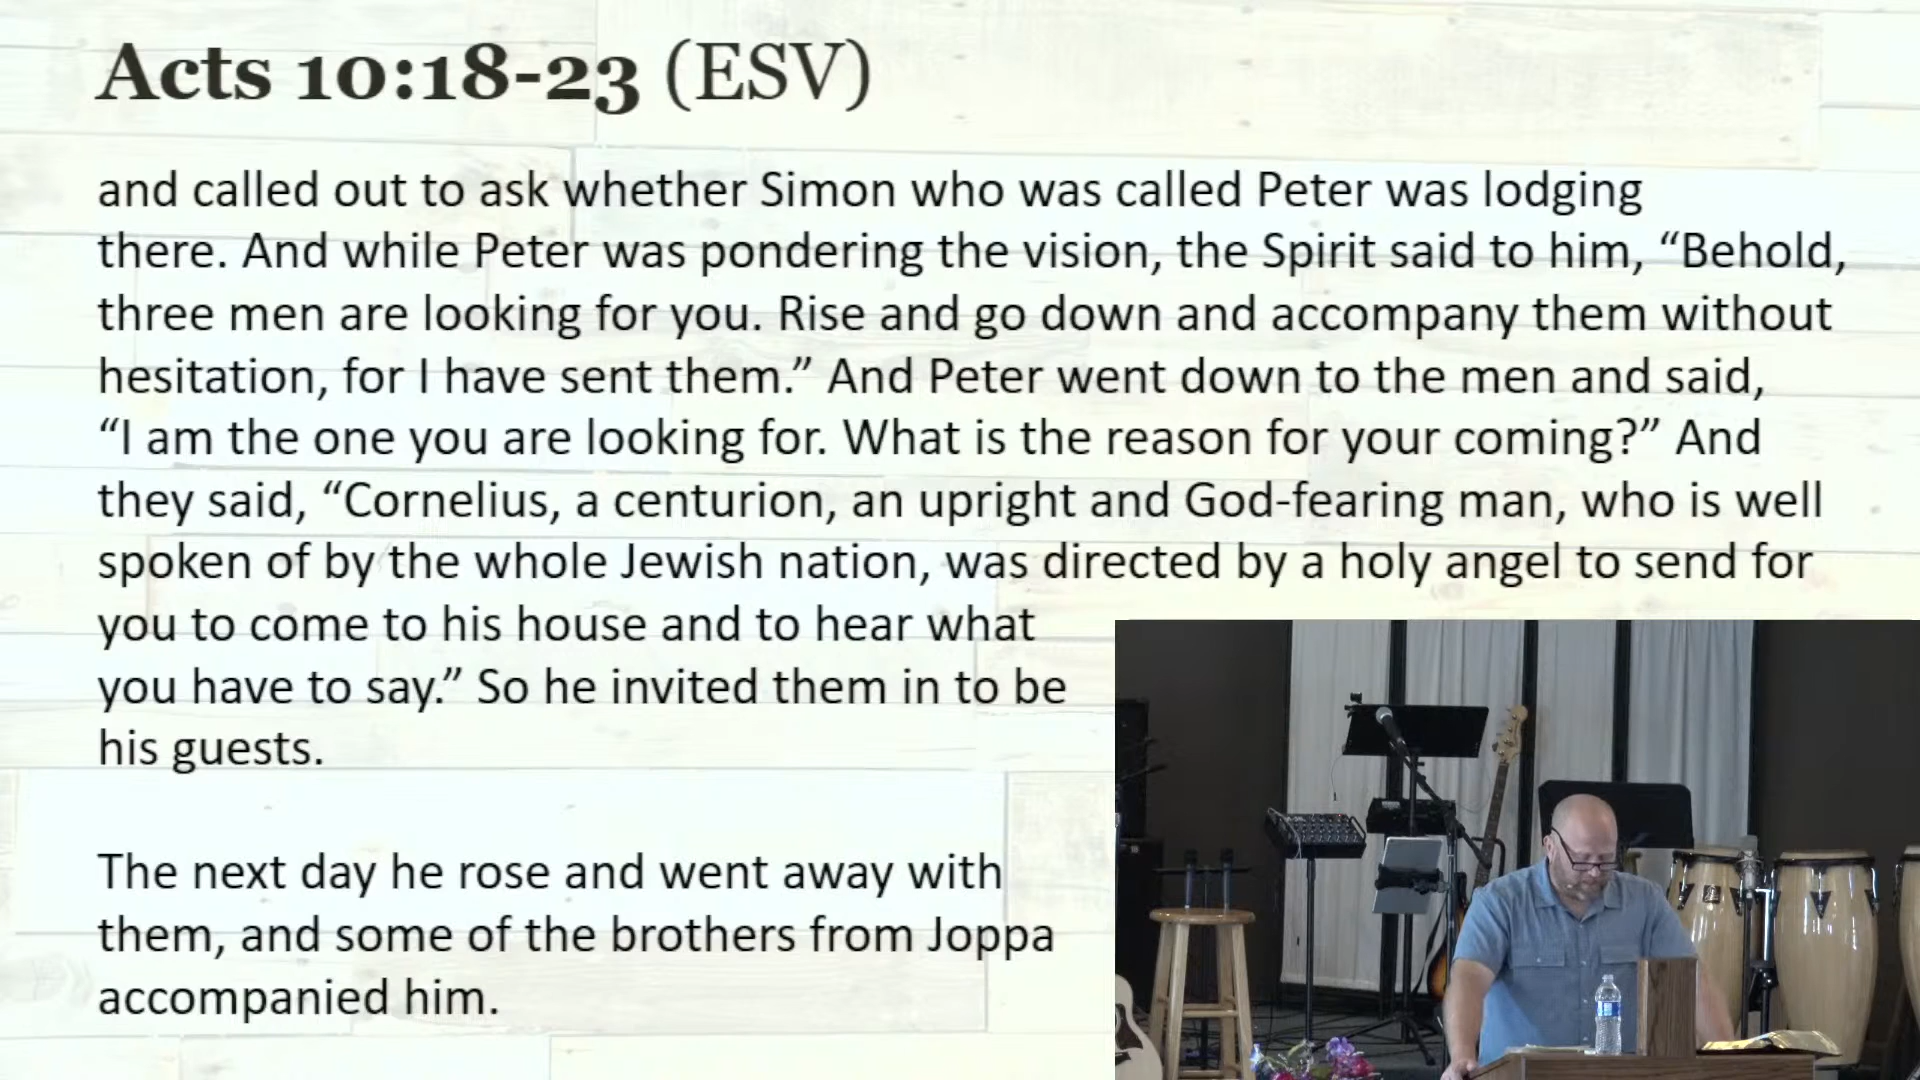 Acts 10:18-23 (ESV)
and called out to ask whether Simon who was called Peter was lodging
there. And while Peter was pondering the vision, the Spirit said to him, “Behold,
three men are looking for you. Rise and go down and accompany them without
hesitation, for I have sent them.” And Peter went down to the men and said,
“I am the one you are looking for. What is the reason for your coming?” And
they said, “Cornelius, a centurion, an upright and God-fearing man, who is well
spoken of by the whole Jewish nation, was directed by a holy angel to send for
you to come to his house and to hear what
you have to say.” So he invited them in to be
his guests.
The next day he rose and went away with
them, and some of the brothers from Joppa
accompanied him.